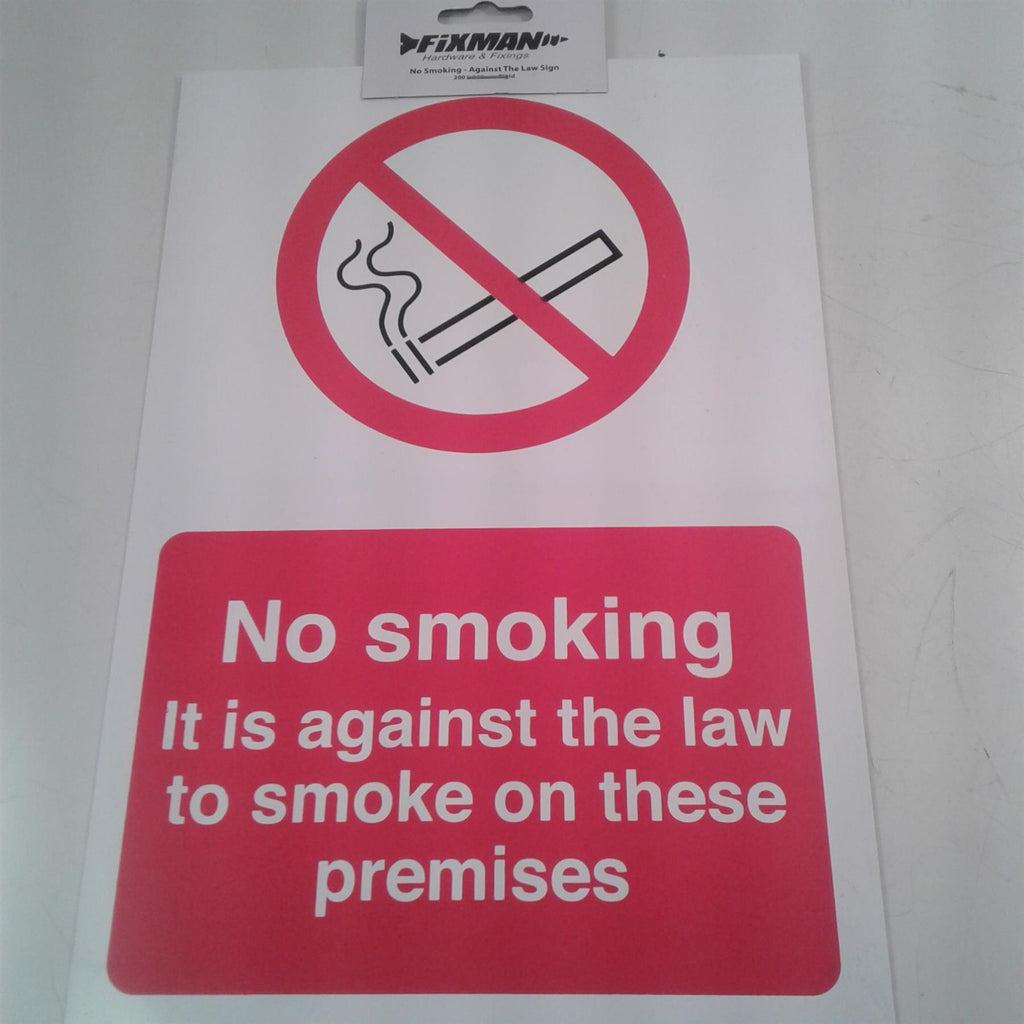 FIXMAN
Hardware & Fixings
No Smoking - Against The Law Sign
200
No smoking
It is against the law
to smoke on these
premises